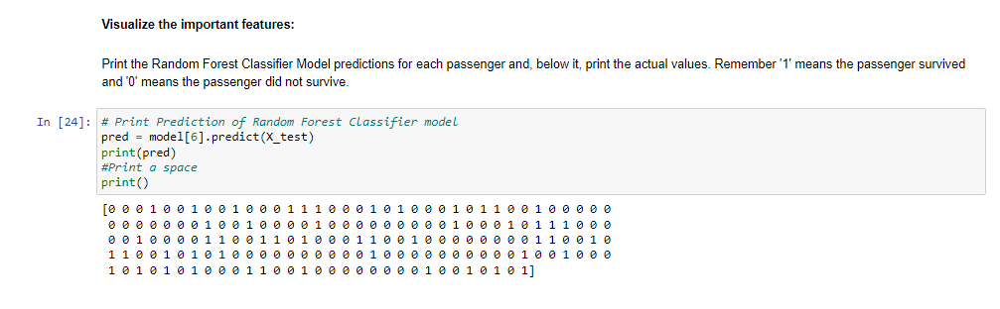 Visualize the important features:
Print the Random Forest Classifier Model predictions for each passenger and, below it, print the actual values. Remember '1' means the passenger survived
and '0' means the passenger did not survive.
In [24]: # Print Prediction of Random Forest Classifier model
pred = model[6].predict(X_test)
print(pred)
#Print a space
print()
[0 0 0 1 0 0 1 0 0 1 0 0 0 1 1 1 0 0 0 1 0 1 0 0 0 1 0 1 1 0 0 1 0 0 0 0 0
0 0 0 0 0 0 0 1 0 0 1 0 0 0 0 1 0 0 0 0 0 0 0 0 0 1 0 0 0 1 0 1 1 1 0 0 0
0 0 1 0 0 0 0 1 1 0 0 1 1 0 1 0 0 0 1 1 0 0 1 0 0 0 0 0 0 0 0 1 1 0 0 1 0
1 1 0 0 1 0 1 0 1 0 0 0 0 0 0 0 0 0 0 1 0 0 0 0 0 0 0 0 0 1 0 0 1 0 0 0
1 0 1 0 1 0 1 0 0 0 1 1 0 0 1 0 0 0 0 0 0 0 0 1 0 0 1 0 1 0 1]